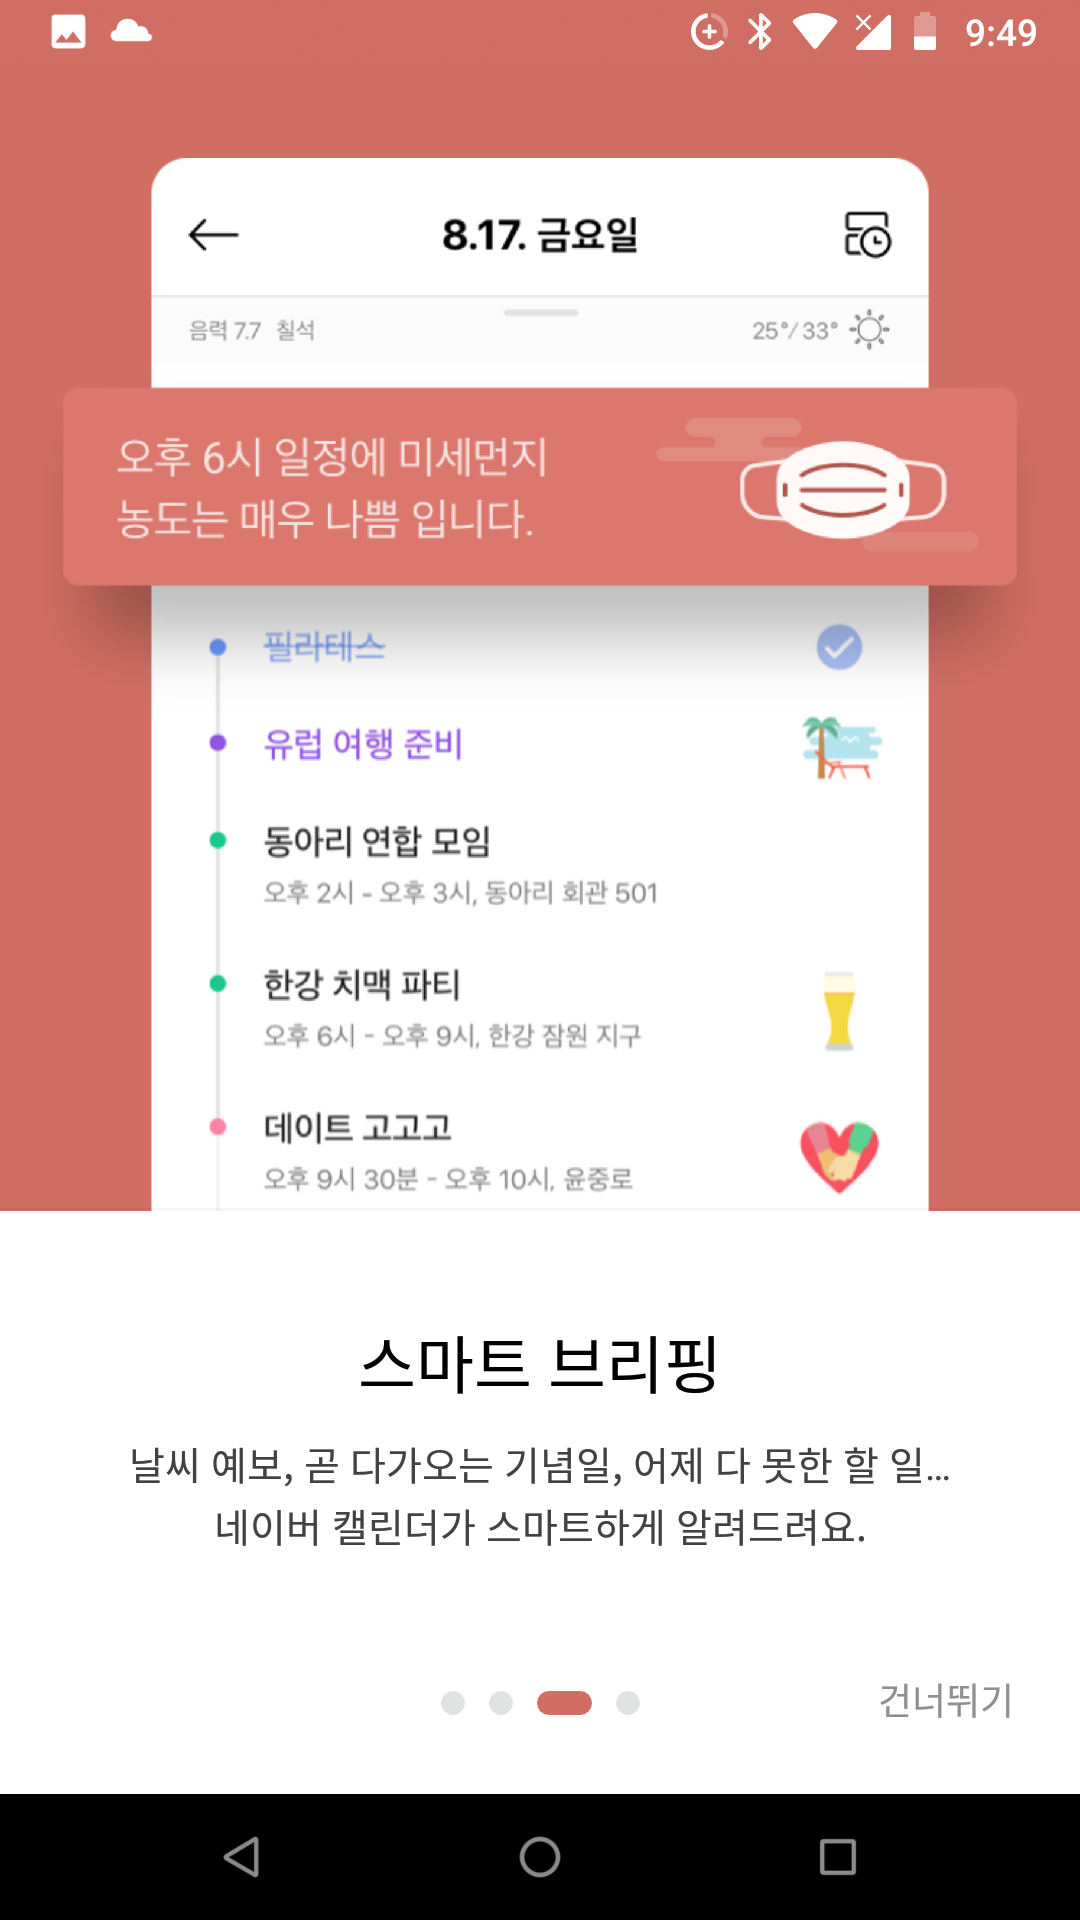 9:49
8.17. 금요일
음력 7.7 칠석 25°/33°
오후 6시 일정에 미세먼지
농도는 매우 나쁨 입니다.
필라테스
유럽 여행 준비
동아리 연합 모임
오후 2시 - 오후 3시, 동아리 회관 501
한강 치맥 파티
오후 6시 - 오후 9시, 한강 잠원 지구
데이트 고고고
오후 9시 30분 - 오후 10시, 윤중로
스마트 브리핑
날씨 예보, 곧 다가오는 기념일, 어제 다 못한 할 일...
네이버 캘린더가 스마트하게 알려드려요.
건너뛰기